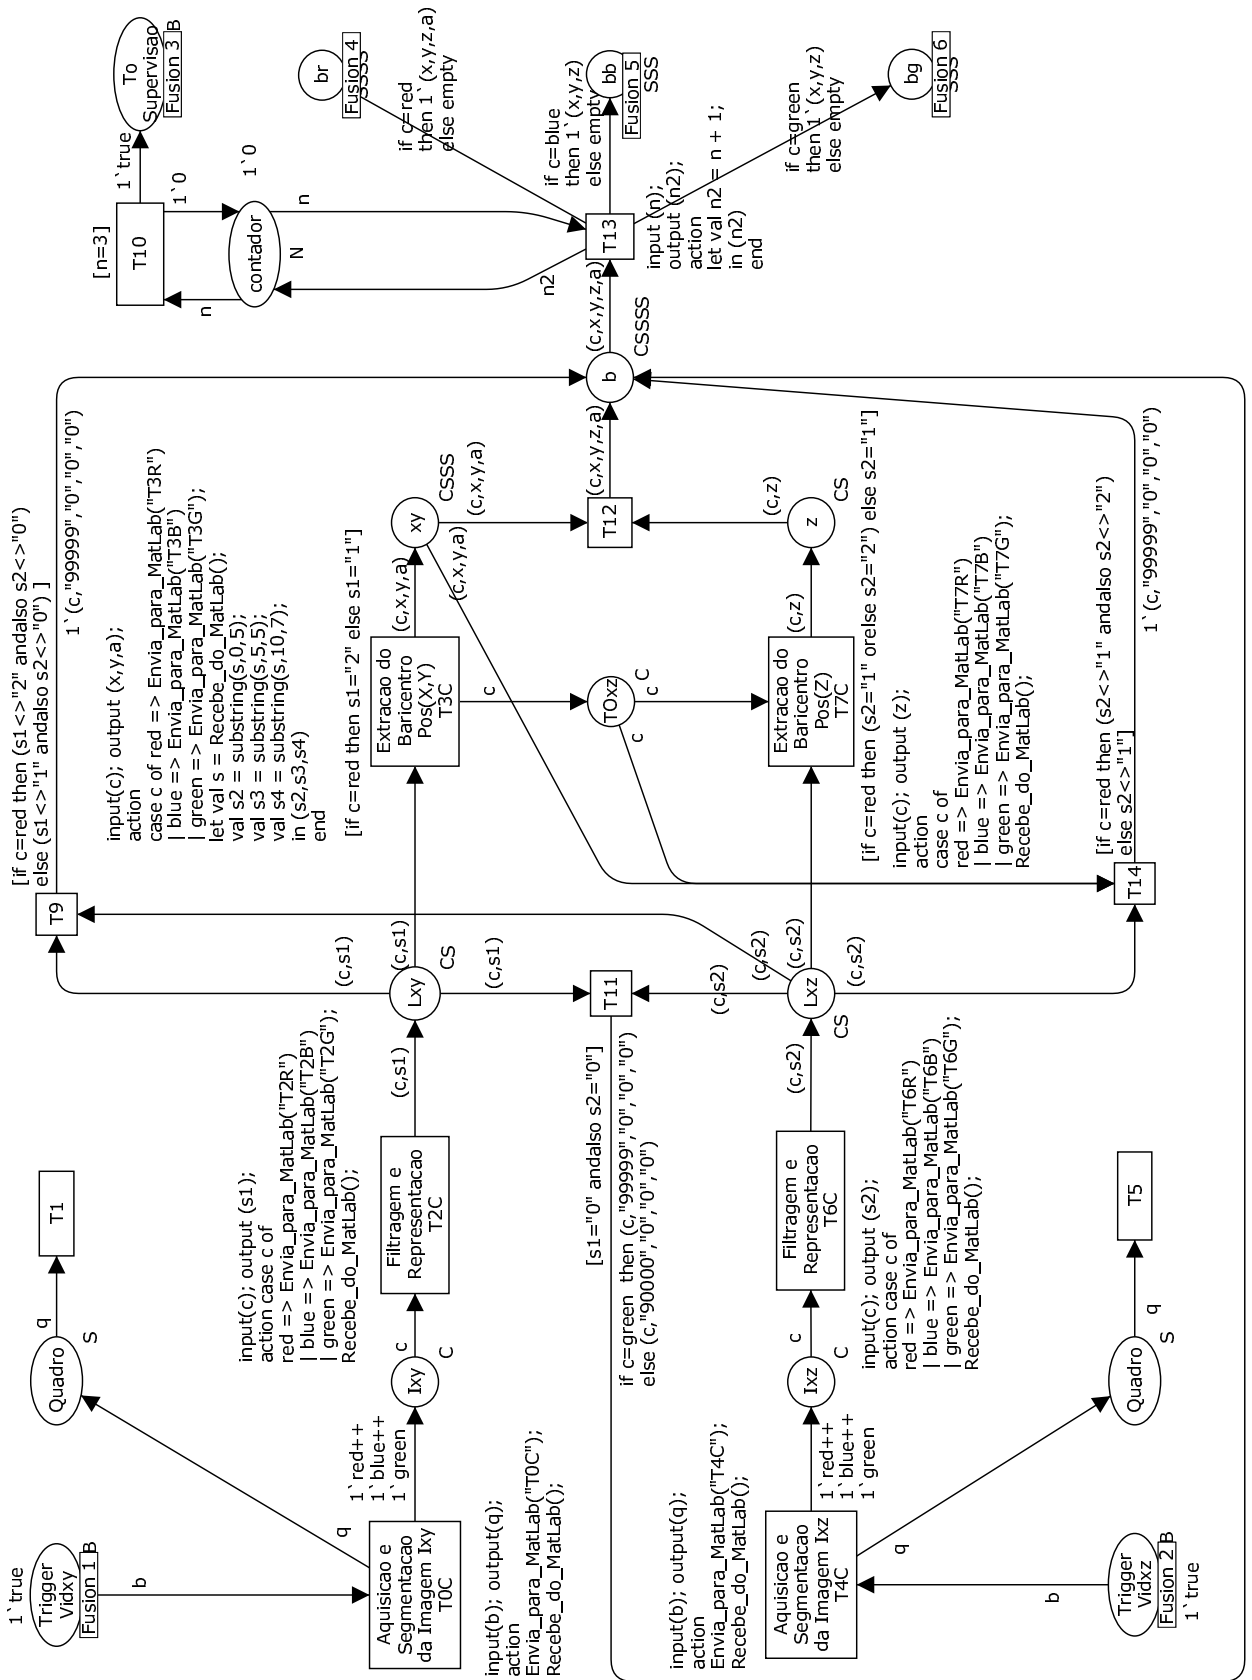 1`true
Trigger
Vidxy
Fusion 1
B
b
Aquisicao e
Segmentacao
da Imagem Ixy
T0C
input(b); output(q);
action
Envia_para_MatLab("T0C");
Recebe_do_MatLab();
q
Quadro
S
q
T1
1`red++
1`blue++
1`green
Ixy
C
c
input(c); output (s1);
action case c of
red => Envia_para_MatLab("T2R")
| blue => Envia_para_MatLab("T2B")
| green => Envia_para_MatLab("T2G");
Recebe_do_MatLab();
Filtragem e
Representacao
T2C
(c,s1)
Lxy
CS
(c,s1)
(c,s1)
(c,s1)
T9
[if c=red then (s1<>"2" andalso s2<>"0")
else (s1<>"1" andalso s2<>"0") ]
1`(c,"99999","0","0","0")
input(c); output (x,y,a);
action
case c of red => Envia_para_MatLab("T3R")
| blue => Envia_para_MatLab("T3B")
| green => Envia_para_MatLab("T3G");
let val s = Recebe_do_MatLab();
val s2 = substring(s,0,5);
val s3 = substring(s,5,5);
val s4 = substring(s,10,7);
in (s2,s3,s4)
end
[if c=red then s1="2" else s1="1"]
Extracao do
Baricentro
Pos(X,Y)
T3C
(c,x,y,a)
xy
CSSS
(c,x,y,a)
(c,x,y,a)
c
TOxz
C
c
c
T11
[s1="0" andalso s2="0"]
if c=green then (c,"99999","0","0","0")
else (c,"90000","0","0","0")
T12
(c,x,y,z,a)
b
CSSSS
(c,x,y,z,a)
T13
input (n);
output (n2);
action
let val n2 = n + 1;
in (n2)
end
n2
n
contador
N
1`0
1`0
n
T10
[n=3]
1`true
To
Supervisao
Fusion 3
B
br
Fusion 4
SSSS
if c=red
then 1`(x,y,z,a)
else empty
bb
Fusion 5
SSS
if c=blue
then 1`(x,y,z)
else empty
bg
Fusion 6
SSS
if c=green
then 1`(x,y,z)
else empty
1`true
Trigger
Vidxz
Fusion 2
B
b
Aquisicao e
Segmentacao
da Imagem Ixz
T4C
input(b); output(q);
action
Envia_para_MatLab("T4C");
Recebe_do_MatLab();
q
Quadro
S
q
T5
1`red++
1`blue++
1`green
Ixz
C
c
input(c); output (s2);
action case c of
red => Envia_para_MatLab("T6R")
| blue => Envia_para_MatLab("T6B")
| green => Envia_para_MatLab("T6G");
Recebe_do_MatLab();
Filtragem e
Representacao
T6C
(c,s2)
Lxz
CS
(c,s2)
(c,s2)
(c,s2)
(c,s2)
[if c=red then (s2="1" orelse s2="2") else s2="1"]
input(c); output (z);
action
case c of
red => Envia_para_MatLab("T7R")
| blue => Envia_para_MatLab("T7B")
| green => Envia_para_MatLab("T7G");
Recebe_do_MatLab();
Extracao do
Baricentro
Pos(Z)
T7C
(c,z)
z
CS
(c,z)
T14
[if c=red then (s2<>"1" andalso s2<>"2")
else s2<>"1"]
1`(c,"99999","0","0","0")